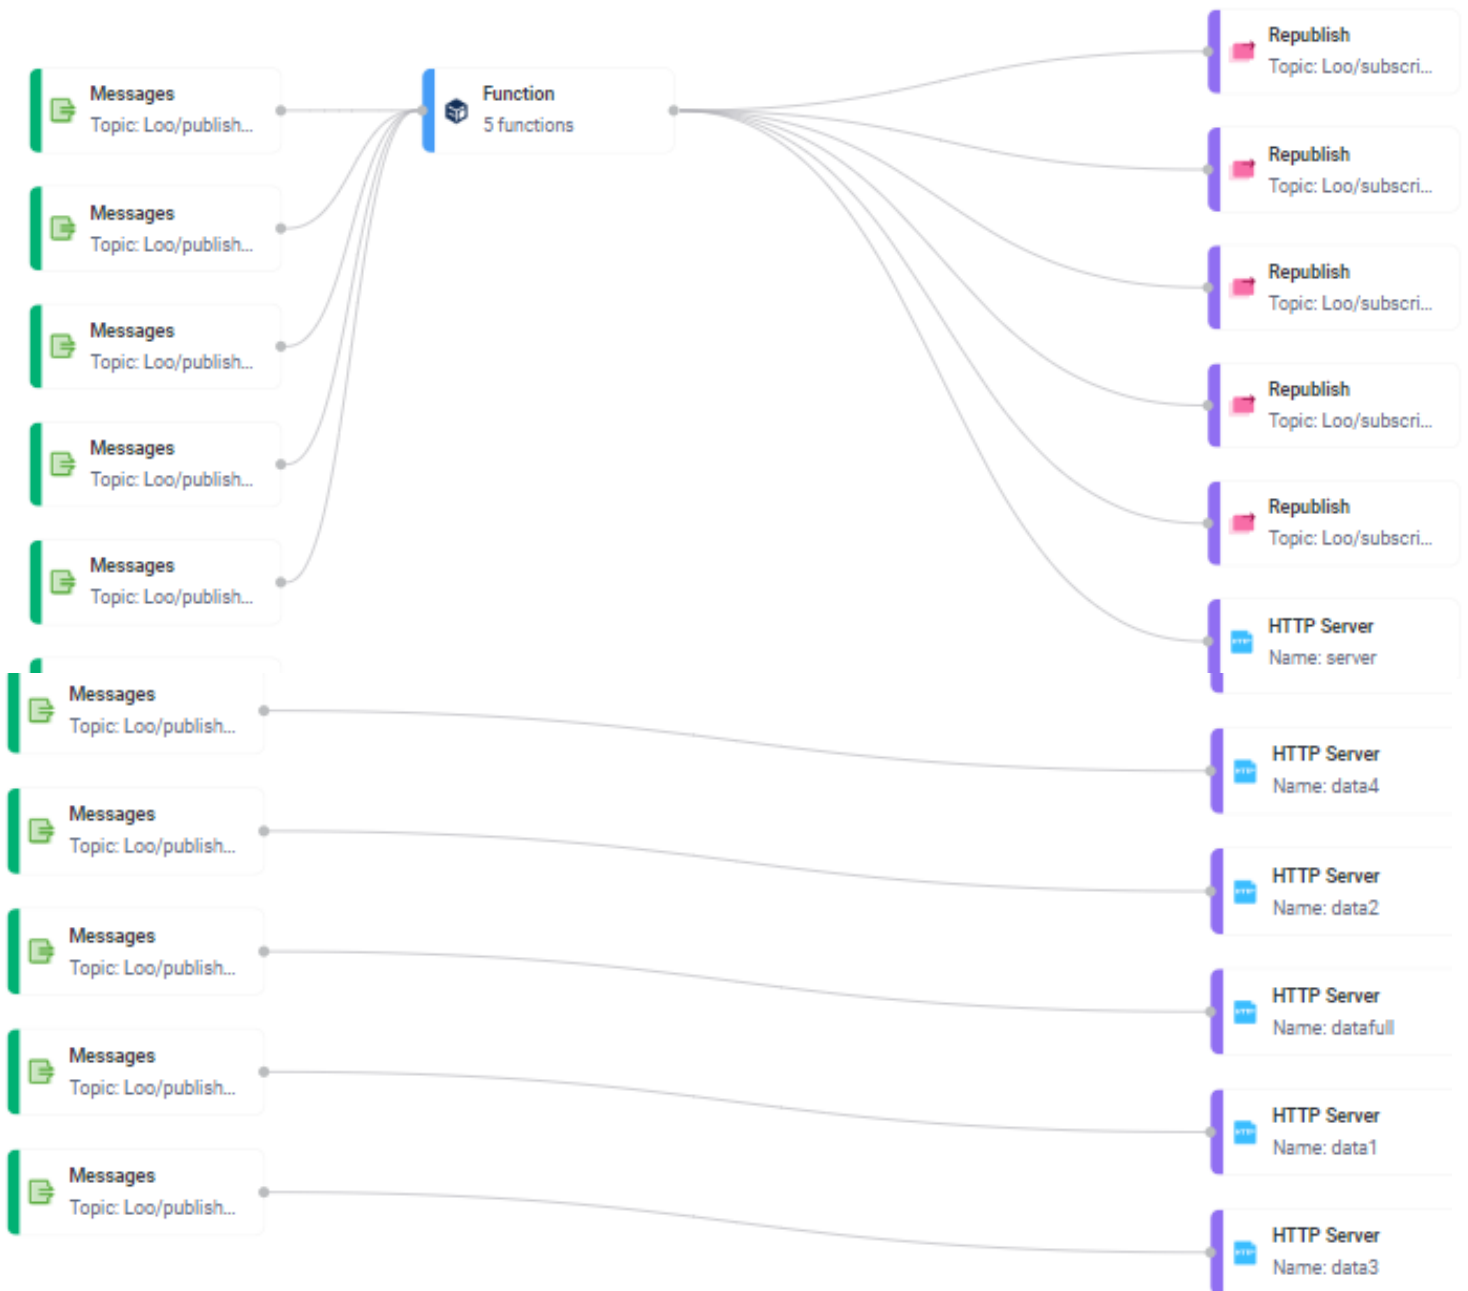 Messages
Topic: Loo/publish...
Messages
Topic: Loo/publish...
Messages
Topic: Loo/publish...
Messages
Topic: Loo/publish...
Messages
Topic: Loo/publish...
Function
5 functions
Republish
Topic: Loo/subscri...
Republish
Topic: Loo/subscri...
Republish
Topic: Loo/subscri...
Republish
Topic: Loo/subscri...
Republish
Topic: Loo/subscri...
HTTP Server
Name: server
Messages
Topic: Loo/publish...
Messages
Topic: Loo/publish...
Messages
Topic: Loo/publish...
Messages
Topic: Loo/publish...
Messages
Topic: Loo/publish...
HTTP Server
Name: data4
HTTP Server
Name: data2
HTTP Server
Name: datafull
HTTP Server
Name: data1
HTTP Server
Name: data3